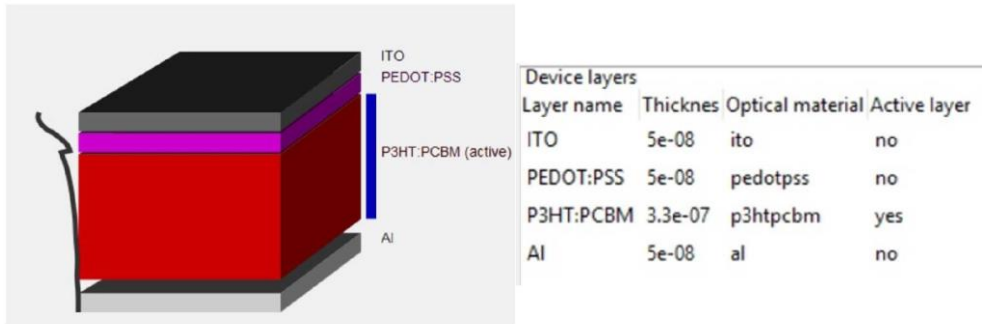 ITO
PEDOT:PSS
P3HT:PCBM (active)
Al
Device layers
Layer name Thicknes Optical material Active layer
ITO 5e-08 ito no
PEDOT:PSS 5e-08 pedotpss no
P3HT:PCBM 3.3e-07 p3htpcbm yes
Al 5e-08 al no